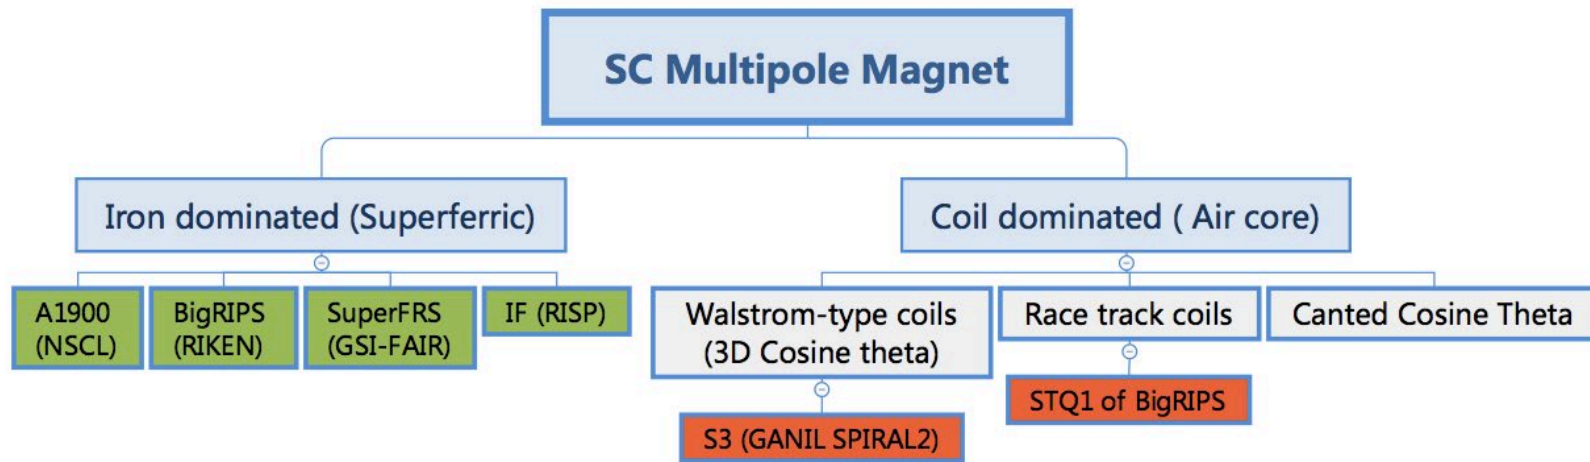 SC Multipole Magnet
Iron dominated (Superferric)
Coil dominated ( Air core)
A1900
(NSCL)
BigRIPS
(RIKEN)
SuperFRS
(GSI-FAIR)
IF (RISP)
Walstrom-type coils
(3D Cosine theta)
Race track coils
Canted Cosine Theta
S3 (GANIL SPIRAL2)
STQ1 of BigRIPS